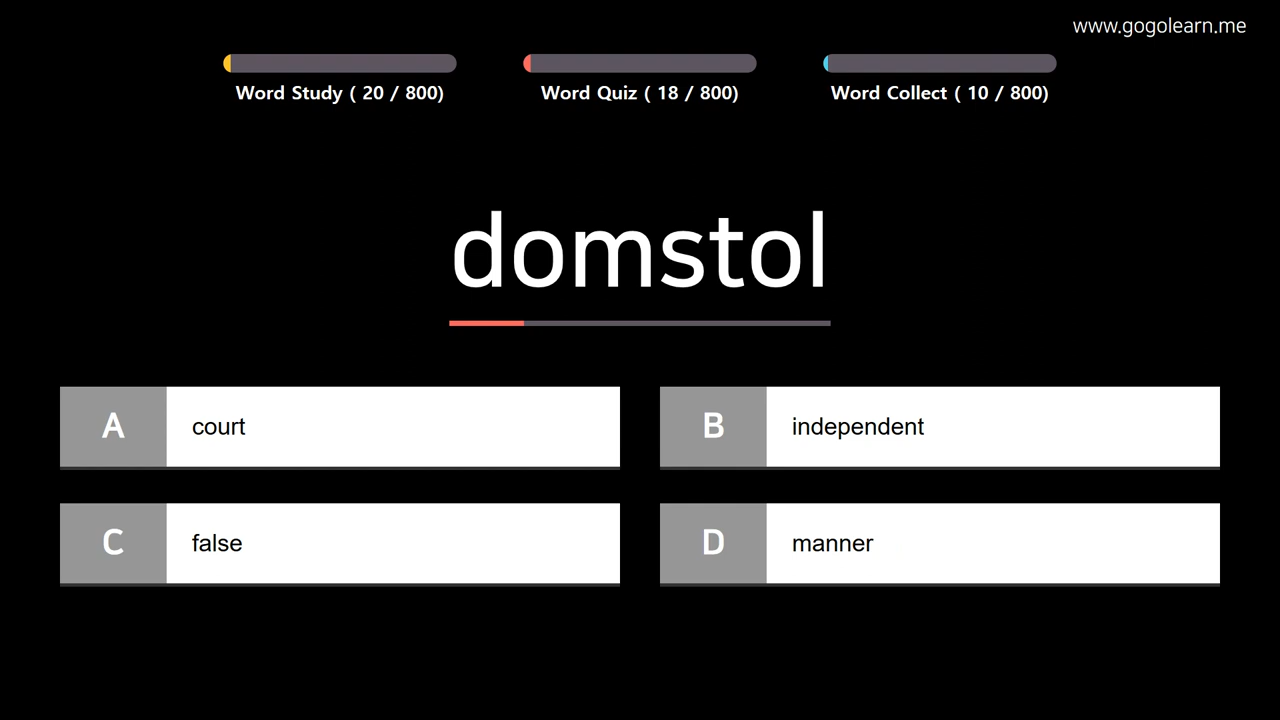 www.gogolearn.me
Word Study ( 20 / 800)
Word Quiz ( 18 / 800)
Word Collect ( 10 / 800)
domstol
A court
B independent
C false
D manner